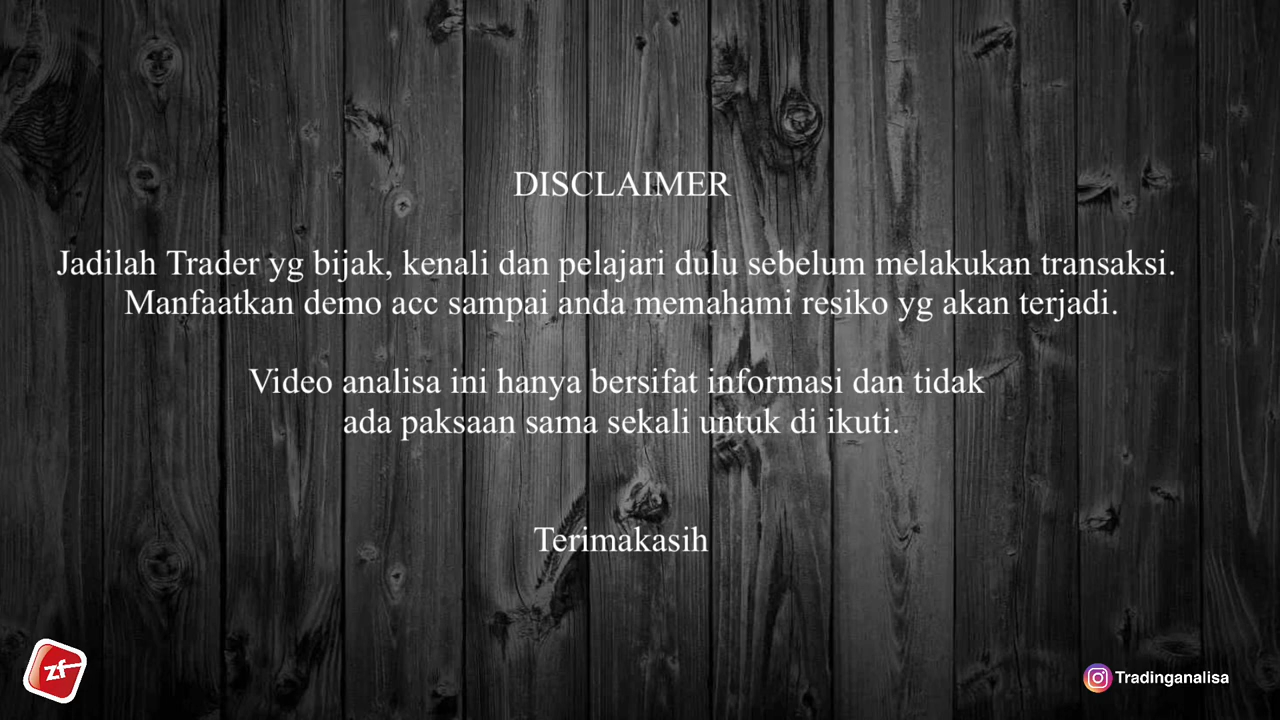 DISCLAIMER
Jadilah Trader yg bijak, kenali dan pelajari dulu sebelum melakukan transaksi.
Manfaatkan demo acc sampai anda memahami resiko yg akan terjadi.
Video analisa ini hanya bersifat informasi dan tidak
ada paksaan sama sekali untuk di ikuti.
Terimakasih
zf
Tradinganalisa